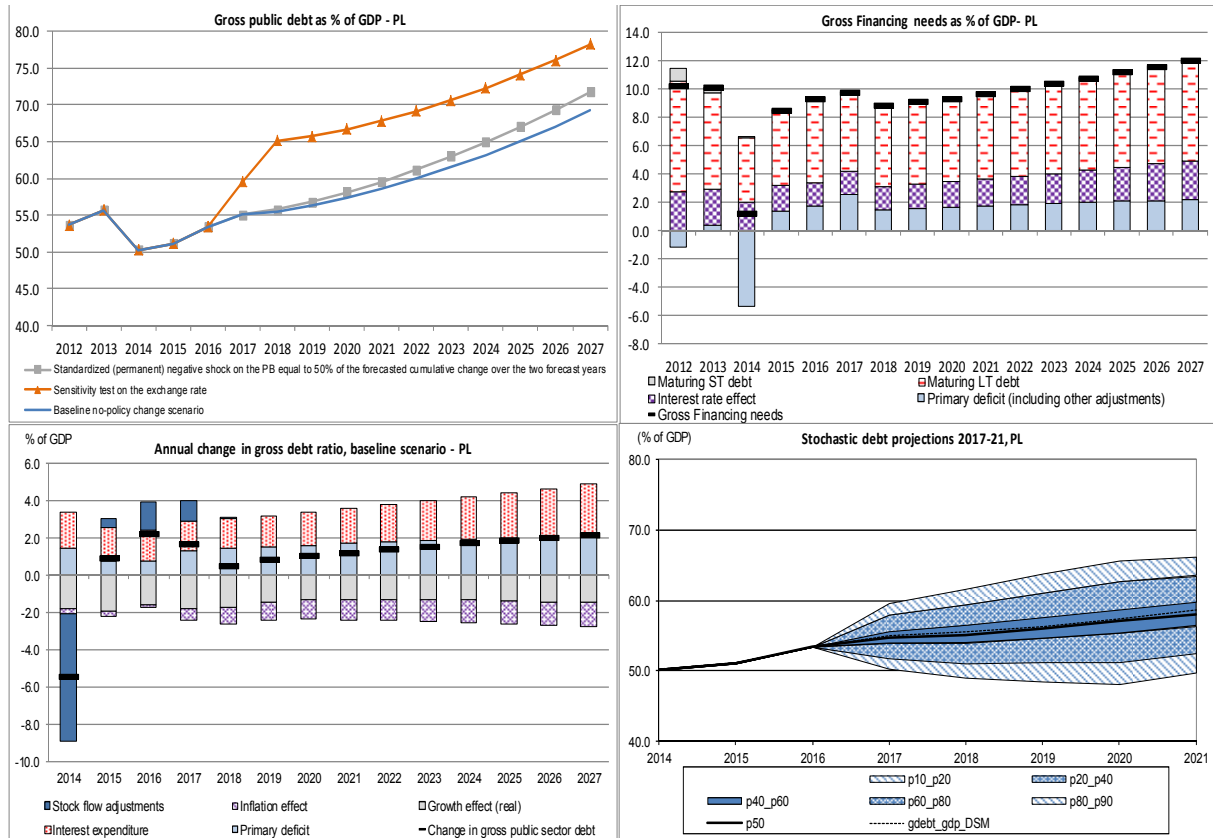 Gross public debt as % of GDP - PL
80.0
75.0
70.0
65.0
60.0
55.0
50.0
45.0
40.0
2012 2013 2014 2015 2016 2017 2018 2019 2020 2021 2022 2023 2024 2025 2026 2027
Standardized (permanent) negative shock on the PB equal to 50% of the forecasted cumulative change over the two forecast years
Sensitivity test on the exchange rate
Baseline no-policy change scenario
Gross Financing needs as % of GDP- PL
14.0
12.0
10.0
8.0
6.0
4.0
2.0
0.0
-2.0
-4.0
-6.0
-8.0
2012 2013 2014 2015 2016 2017 2018 2019 2020 2021 2022 2023 2024 2025 2026 2027
Maturing ST debt Maturing LT debt
Interest rate effect Primary deficit (including other adjustments)
Gross Financing needs
% of GDP
Annual change in gross debt ratio, baseline scenario - PL
6.0
4.0
2.0
0.0
-2.0
-4.0
-6.0
-8.0
-10.0
2014 2015 2016 2017 2018 2019 2020 2021 2022 2023 2024 2025 2026 2027
Stock flow adjustments Inflation effect Growth effect (real)
Interest expenditure Primary deficit Change in gross public sector debt
(% of GDP)
Stochastic debt projections 2017-21, PL
80.0
70.0
60.0
50.0
40.0
2014 2015 2016 2017 2018 2019 2020 2021
p10_p20 p20_p40
p40_p60 p60_p80 p80_p90
p50 gdebt_gdp_DSM